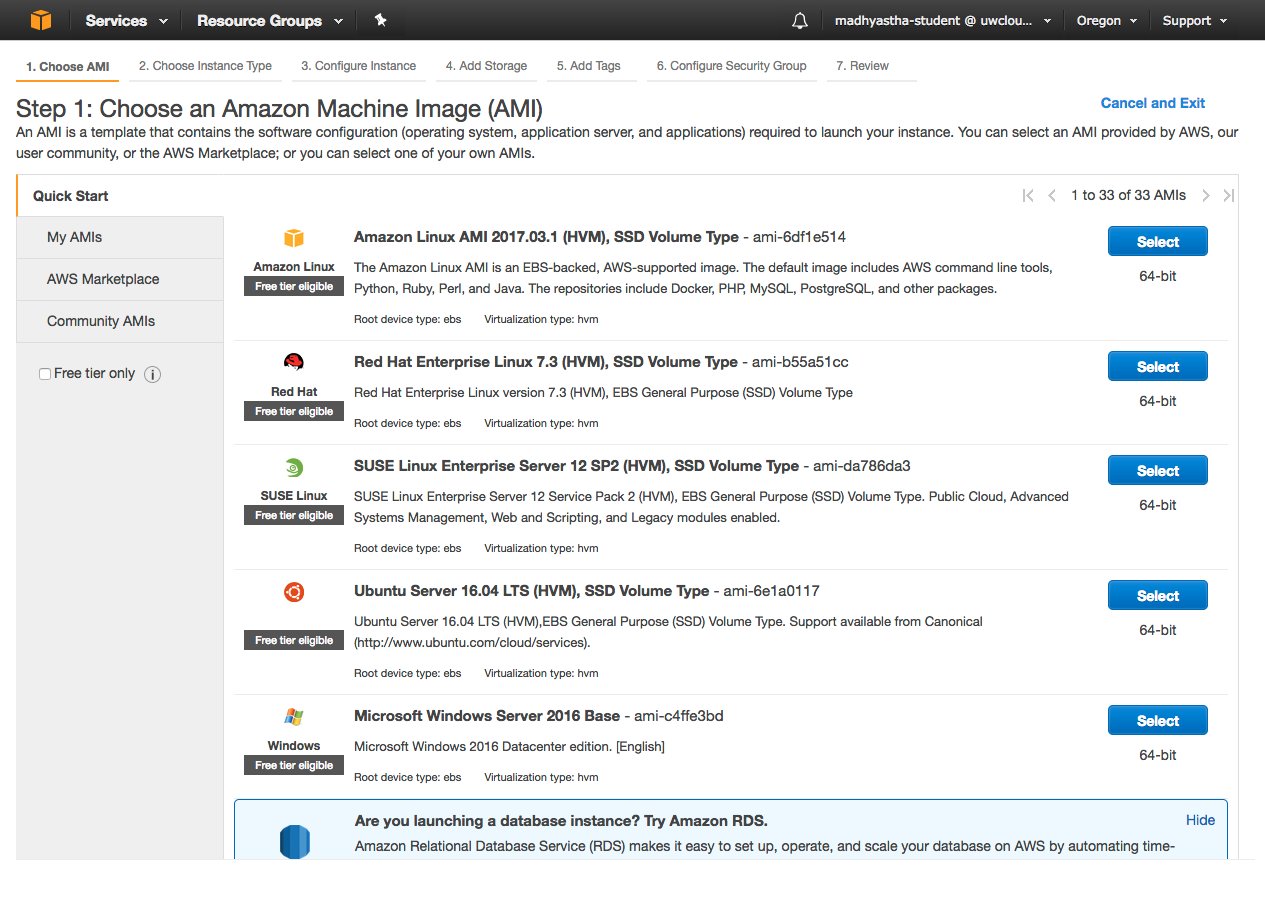 Services Resource Groups madhyastha-student @ uwclou... Oregon Support
1. Choose AMI 2. Choose Instance Type 3. Configure Instance 4. Add Storage 5. Add Tags 6. Configure Security Group 7. Review
Step 1: Choose an Amazon Machine Image (AMI)
Cancel and Exit
An AMI is a template that contains the software configuration (operating system, application server, and applications) required to launch your instance. You can select an AMI provided by AWS, our
user community, or the AWS Marketplace; or you can select one of your own AMIs.
Quick Start
My AMIs
AWS Marketplace
Community AMIs
Free tier only
1 to 33 of 33 AMIs
Amazon Linux
Free tier eligible
Amazon Linux AMI 2017.03.1 (HVM), SSD Volume Type - ami-6df1e514
The Amazon Linux AMI is an EBS-backed, AWS-supported image. The default image includes AWS command line tools,
Python, Ruby, Perl, and Java. The repositories include Docker, PHP, MySQL, PostgreSQL, and other packages.
Root device type: ebs Virtualization type: hvm
Select
64-bit
Red Hat
Free tier eligible
Red Hat Enterprise Linux 7.3 (HVM), SSD Volume Type - ami-b55a51cc
Red Hat Enterprise Linux version 7.3 (HVM), EBS General Purpose (SSD) Volume Type
Root device type: ebs Virtualization type: hvm
Select
64-bit
SUSE Linux
Free tier eligible
SUSE Linux Enterprise Server 12 SP2 (HVM), SSD Volume Type - ami-da786da3
SUSE Linux Enterprise Server 12 Service Pack 2 (HVM), EBS General Purpose (SSD) Volume Type. Public Cloud, Advanced
Systems Management, Web and Scripting, and Legacy modules enabled.
Root device type: ebs Virtualization type: hvm
Select
64-bit
Free tier eligible
Ubuntu Server 16.04 LTS (HVM), SSD Volume Type - ami-6e1a0117
Ubuntu Server 16.04 LTS (HVM),EBS General Purpose (SSD) Volume Type. Support available from Canonical
(http://www.ubuntu.com/cloud/services).
Root device type: ebs Virtualization type: hvm
Select
64-bit
Windows
Free tier eligible
Microsoft Windows Server 2016 Base - ami-c4ffe3bd
Microsoft Windows 2016 Datacenter edition. [English]
Root device type: ebs Virtualization type: hvm
Select
64-bit
Are you launching a database instance? Try Amazon RDS.
Hide
Amazon Relational Database Service (RDS) makes it easy to set up, operate, and scale your database on AWS by automating time-